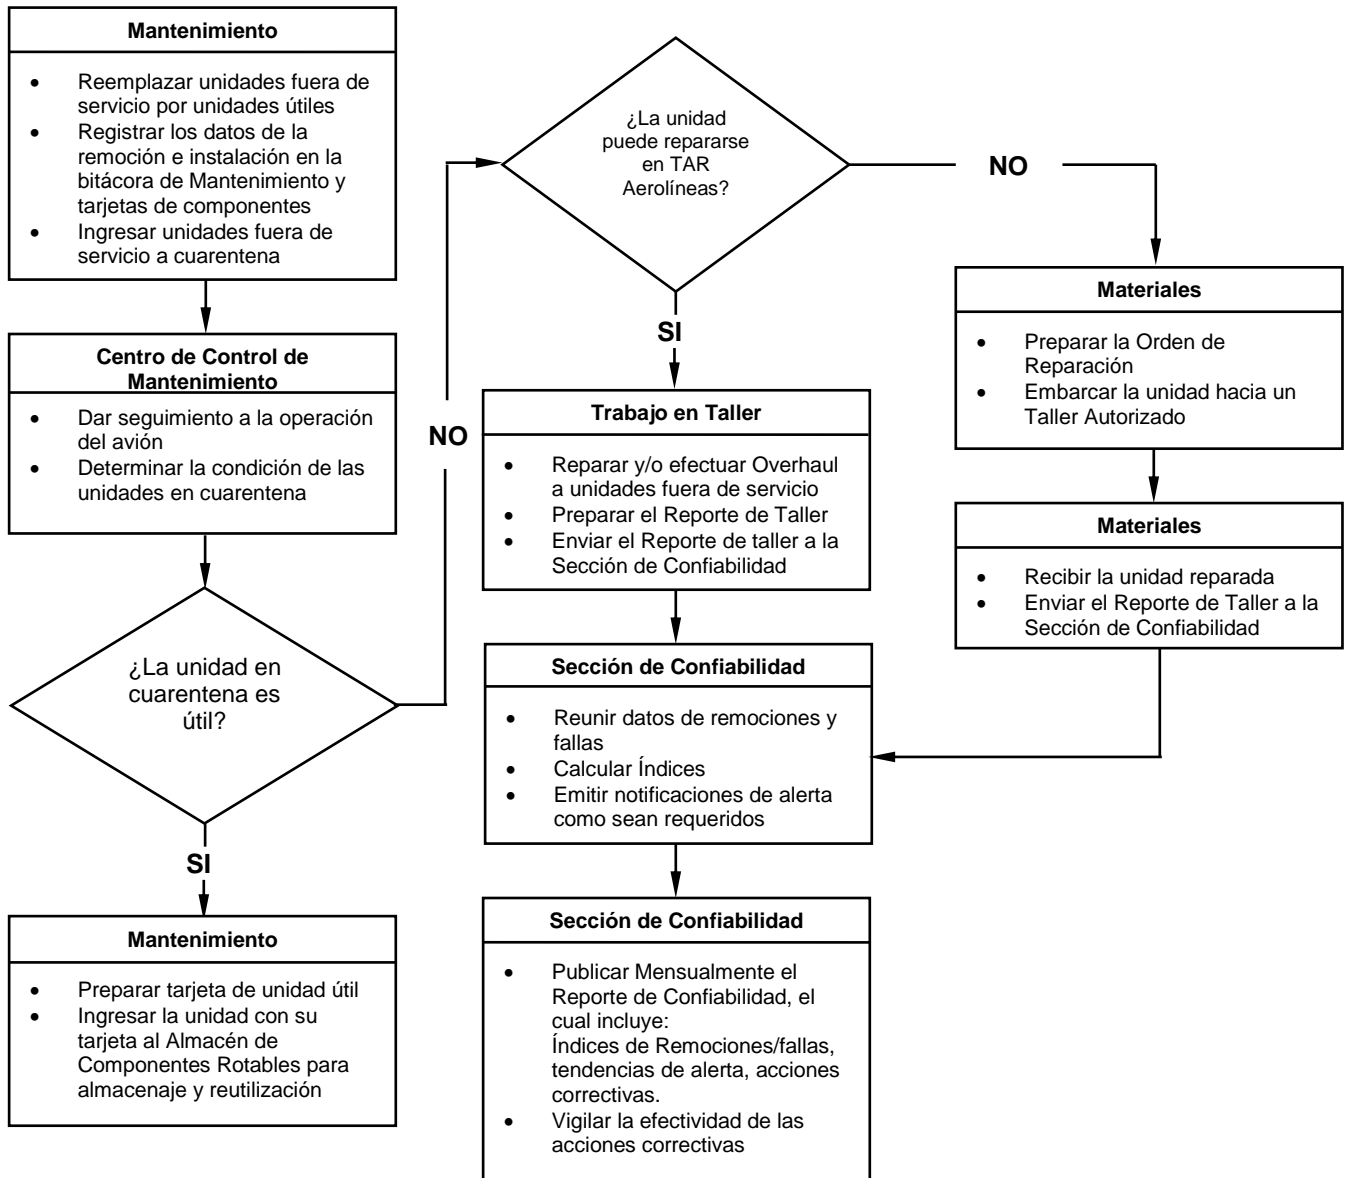 Mantenimiento
• Reemplazar unidades fuera de
servicio por unidades útiles
• Registrar los datos de la
remoción e instalación en la
bitácora de Mantenimiento y
tarjetas de componentes
• Ingresar unidades fuera de
servicio a cuarentena
Centro de Control de
Mantenimiento
• Dar seguimiento a la operación
del avión
• Determinar la condición de las
unidades en cuarentena
¿La unidad en
cuarentena es
útil?
SI
Mantenimiento
• Preparar tarjeta de unidad útil
• Ingresar la unidad con su
tarjeta al Almacén de
Componentes Rotables para
almacenaje y reutilización
NO
¿La unidad
puede repararse
en TAR
Aerolíneas?
SI
Trabajo en Taller
• Reparar y/o efectuar Overhaul
a unidades fuera de servicio
• Preparar el Reporte de Taller
• Enviar el Reporte de taller a la
Sección de Confiabilidad
Sección de Confiabilidad
• Reunir datos de remociones y
fallas
• Calcular Índices
• Emitir notificaciones de alerta
como sean requeridos
Sección de Confiabilidad
• Publicar Mensualmente el
Reporte de Confiabilidad, el
cual incluye:
Índices de Remociones/fallas,
tendencias de alerta, acciones
correctivas.
• Vigilar la efectividad de las
acciones correctivas
NO
Materiales
• Preparar la Orden de
Reparación
• Embarcar la unidad hacia un
Taller Autorizado
Materiales
• Recibir la unidad reparada
• Enviar el Reporte de Taller a la
Sección de Confiabilidad